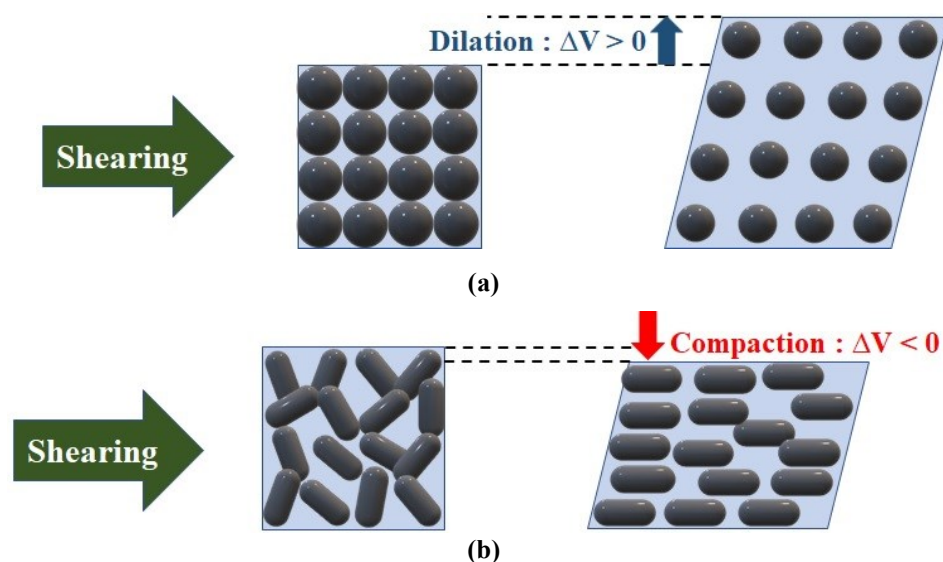 Dilation : ΔV > 0
Shearing
(a)
Compaction : ΔV < 0
Shearing
(b)